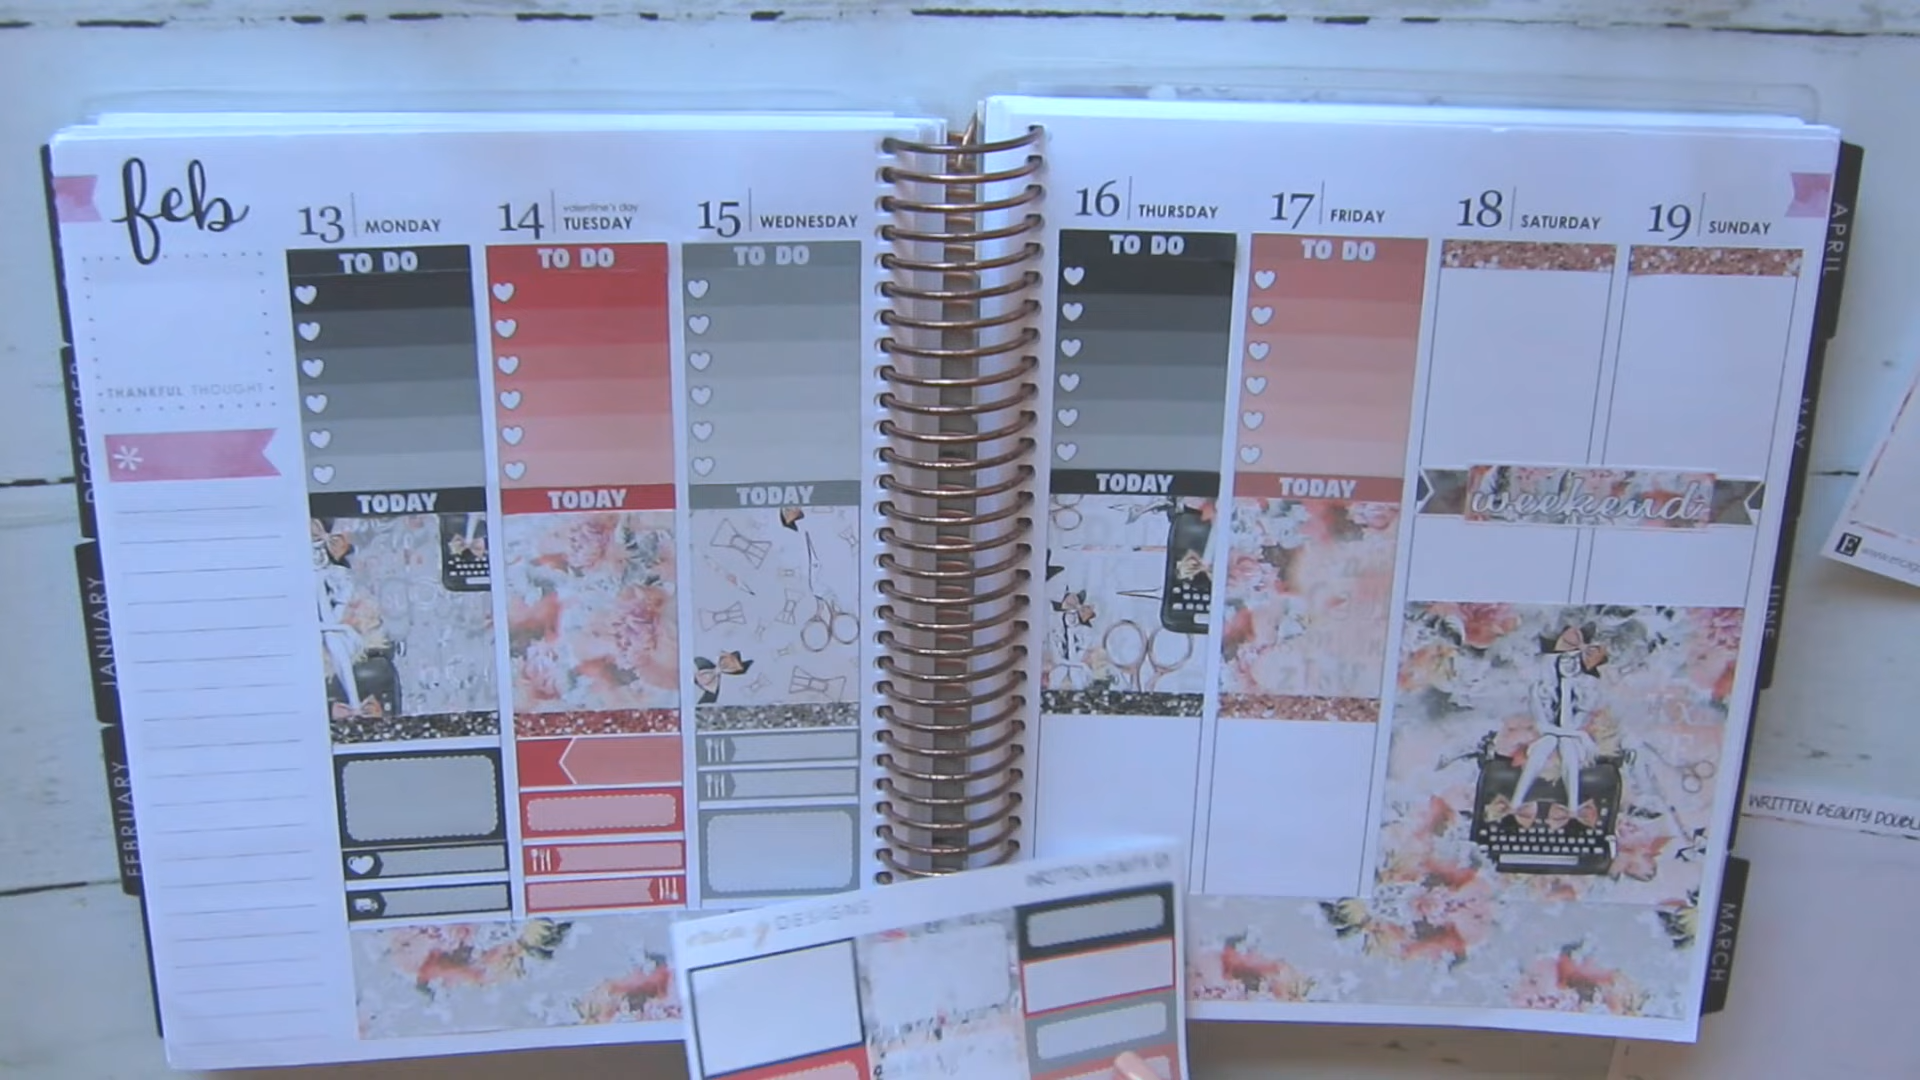 feb
13 MONDAY
14 valentine's day TUESDAY
15 WEDNESDAY
16 THURSDAY
17 FRIDAY
18 SATURDAY
19 SUNDAY
TO DO
TO DO
TO DO
TO DO
TO DO
THANKFUL THOUGHT
*
TODAY
TODAY
TODAY
TODAY
TODAY
weekend
DECEMBER
JANUARY
FEBRUARY
APRIL
MAY
JUNE
MARCH
E
WRITTEN BEAUTY
DESIGNS
WRITTEN BEAUTY